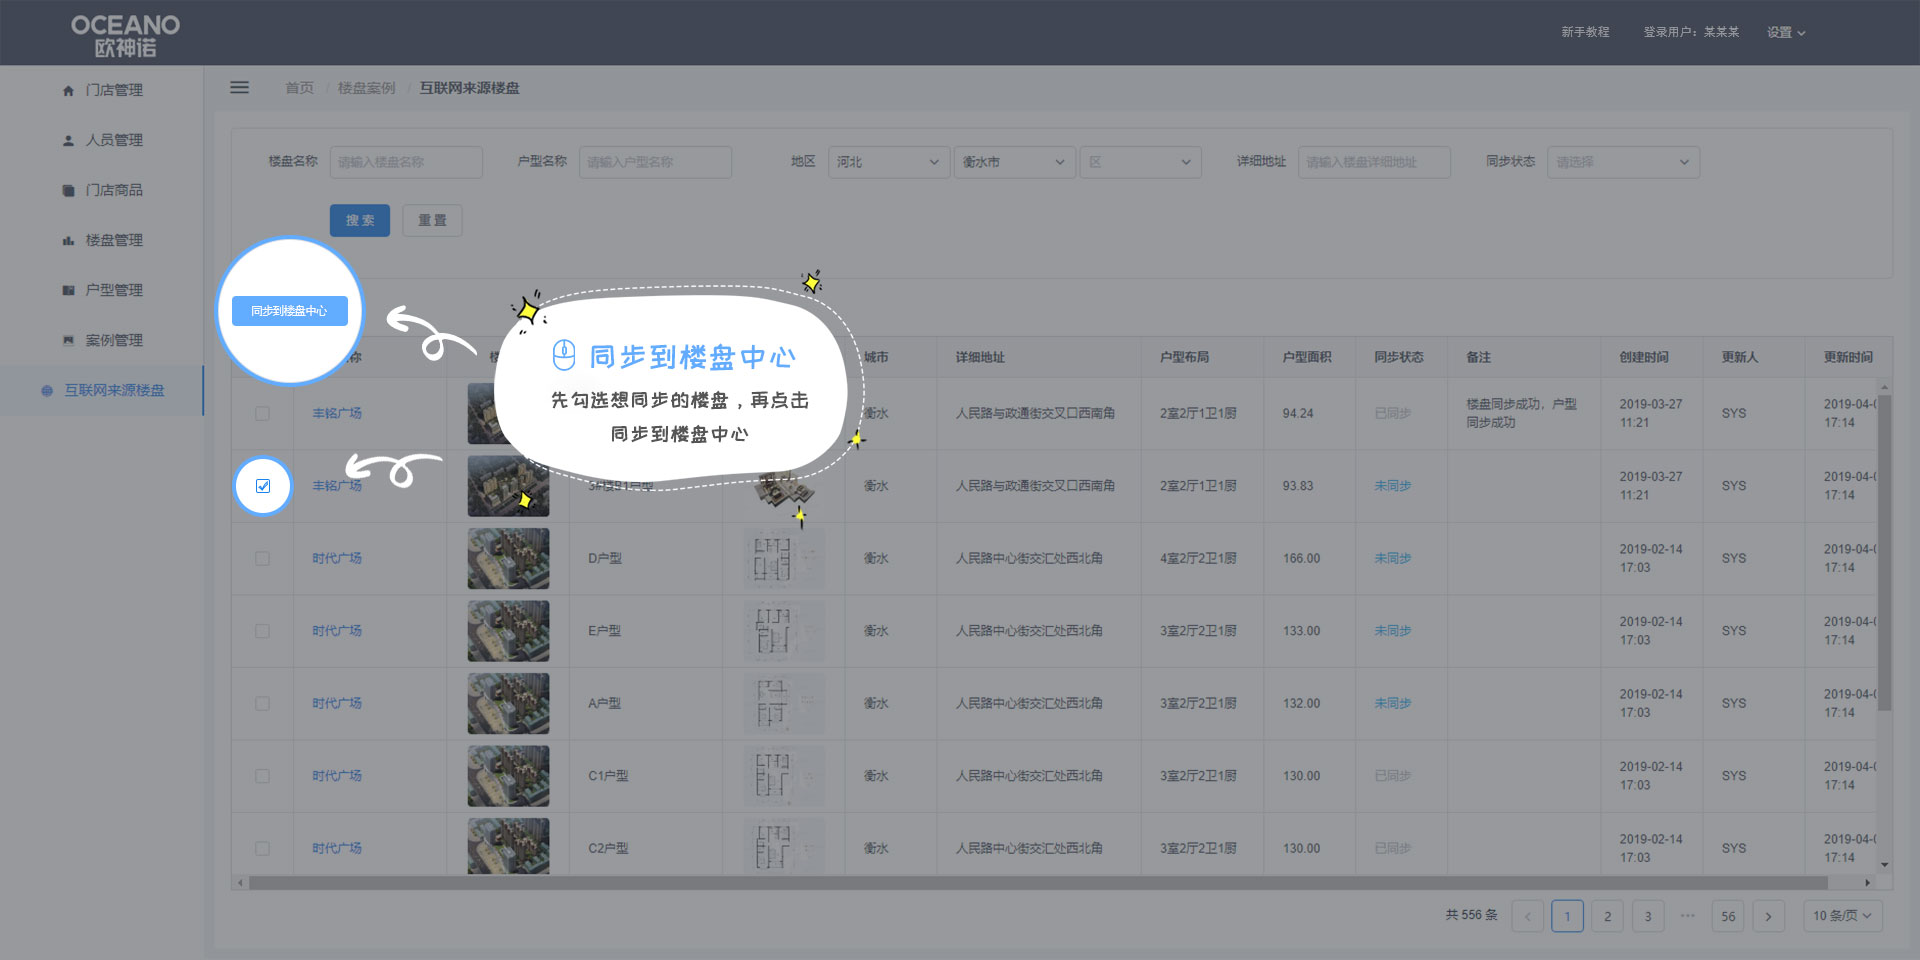 OCEANO
欧神诺
新手教程 登录用户：某某某 设置
门店管理
人员管理
门店商品
楼盘管理
户型管理
案例管理
互联网来源楼盘
首页 / 楼盘案例 / 互联网来源楼盘
楼盘名称 请输入楼盘名称 户型名称 请输入户型名称 地区 河北 衡水市 区 详细地址 请输入楼盘详细地址 同步状态 请选择
搜 索 重 置
同步到楼盘中心
同步到楼盘中心
先勾选想同步的楼盘，再点击
同步到楼盘中心
称 楼 城市 详细地址 户型布局 户型面积 同步状态 备注 创建时间 更新人 更新时间
丰铭广场 衡水 人民路与政通街交叉口西南角 2室2厅1卫1厨 94.24 已同步 楼盘同步成功，户型同步成功 2019-03-27 11:21 SYS 2019-04-0 17:14
丰铭广场 3#楼B1户型 衡水 人民路与政通街交叉口西南角 2室2厅1卫1厨 93.83 未同步 2019-03-27 11:21 SYS 2019-04-0 17:14
时代广场 D户型 衡水 人民路中心街交汇处西北角 4室2厅2卫1厨 166.00 未同步 2019-02-14 17:03 SYS 2019-04-0 17:14
时代广场 E户型 衡水 人民路中心街交汇处西北角 3室2厅2卫1厨 133.00 未同步 2019-02-14 17:03 SYS 2019-04-0 17:14
时代广场 A户型 衡水 人民路中心街交汇处西北角 3室2厅2卫1厨 132.00 未同步 2019-02-14 17:03 SYS 2019-04-0 17:14
时代广场 C1户型 衡水 人民路中心街交汇处西北角 3室2厅2卫1厨 130.00 已同步 2019-02-14 17:03 SYS 2019-04-0 17:14
时代广场 C2户型 衡水 人民路中心街交汇处西北角 3室2厅2卫1厨 130.00 已同步 2019-02-14 17:03 SYS 2019-04-0 17:14
共 556 条 1 2 3 ••• 56 10 条/页